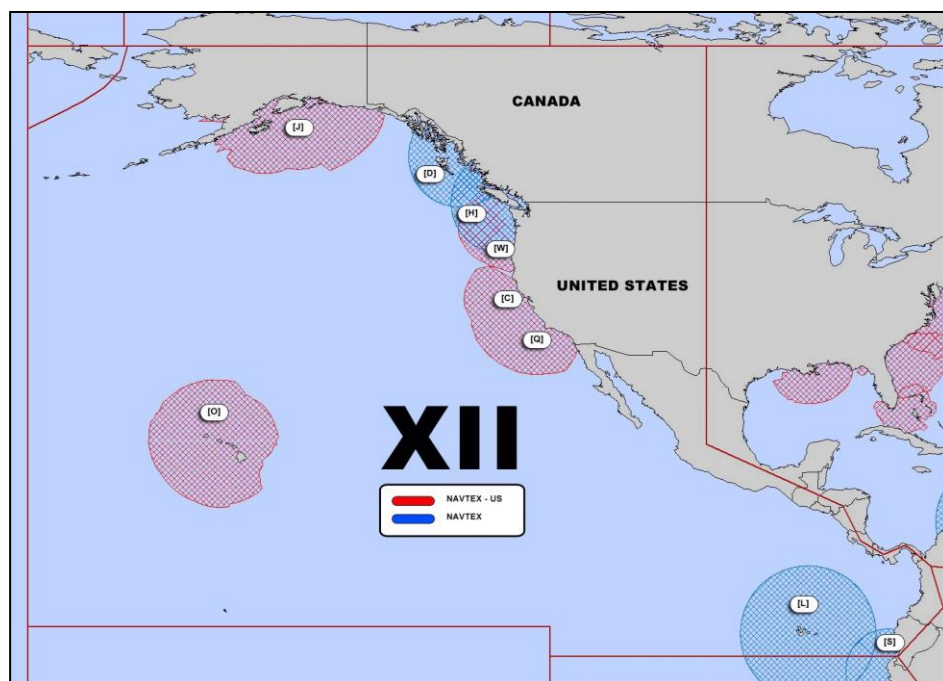 CANADA
[J]
[D]
[H]
[W]
UNITED STATES
[C]
[Q]
[O]
XII
NAVTEX - US
NAVTEX
[L]
[S]